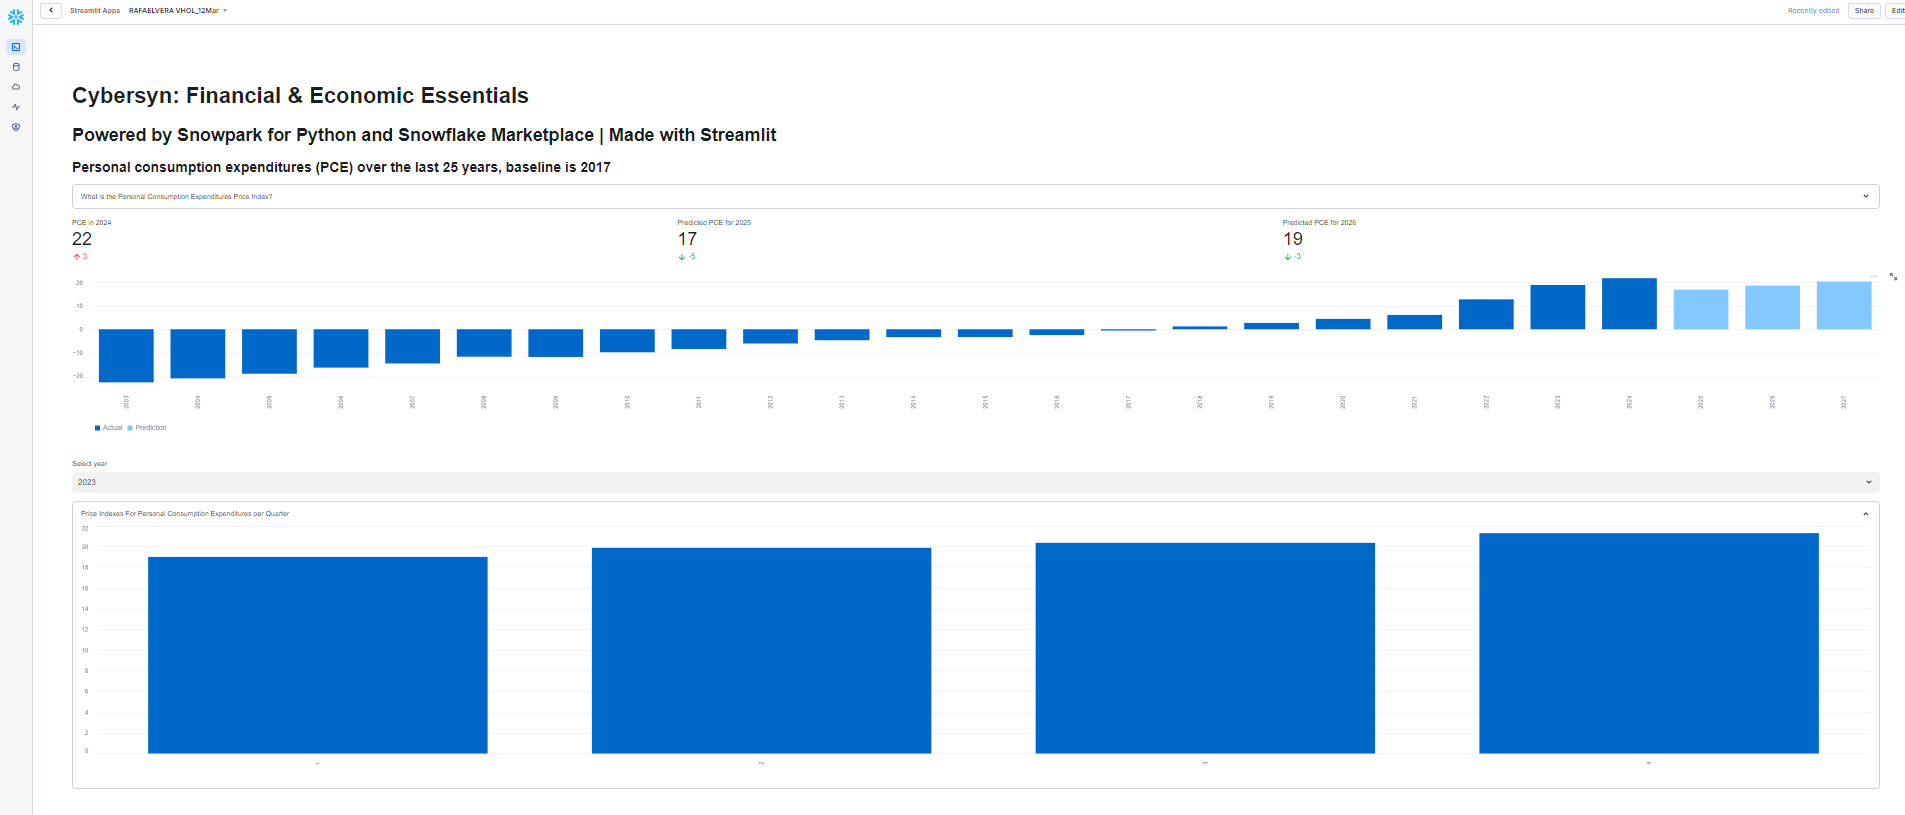 Streamlit Apps RAFAELVERA VHOL_12Mar Recently edited Share Edit
Cybersyn: Financial & Economic Essentials
Powered by Snowpark for Python and Snowflake Marketplace | Made with Streamlit
Personal consumption expenditures (PCE) over the last 25 years, baseline is 2017
What is the Personal Consumption Expenditures Price Index?
PCE in 2024 Predicted PCE for 2025 Predicted PCE for 2026
22 17 19
3 -5 -3
20
10
0
−10
−20
2003 2004 2005 2006 2007 2008 2009 2010 2011 2012 2013 2014 2015 2016 2017 2018 2019 2020 2021 2022 2023 2024 2025 2026 2027
Actual Prediction
Select year
2023
Price Indexes For Personal Consumption Expenditures per Quarter
22
20
18
16
14
12
10
8
6
4
2
0
1 2 3 4